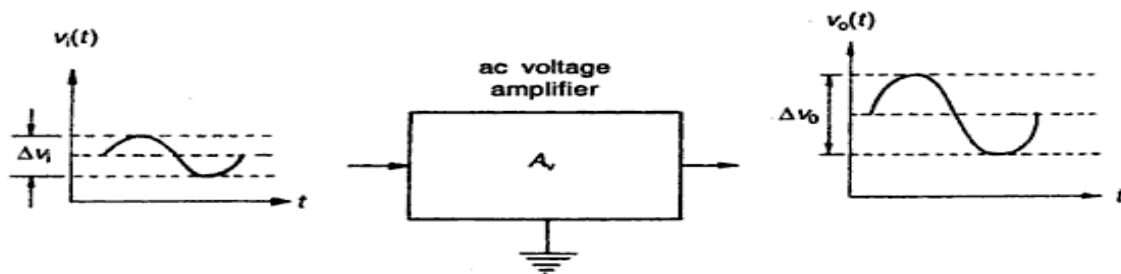 vᵢ(t)
Δvᵢ
t
ac voltage
amplifier
Aᵥ
vₒ(t)
Δvₒ
t